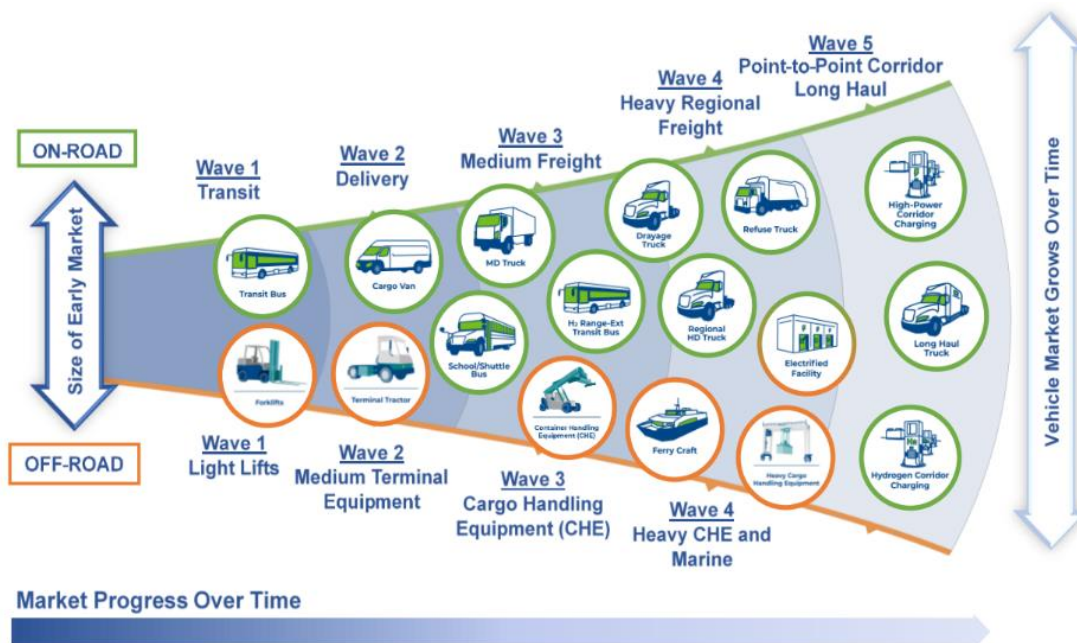 Wave 5
Point-to-Point Corridor
Long Haul
Wave 4
Heavy Regional
Freight
Wave 3
Medium Freight
Wave 2
Delivery
Wave 1
Transit
ON-ROAD
Size of Early Market
OFF-ROAD
Transit Bus
Cargo Van
MD Truck
Drayage
Truck
Refuse Truck
High-Power
Corridor
Charging
Forklifts
Terminal Tractor
School/Shuttle
Bus
H₂ Range-Ext
Transit Bus
Regional
HD Truck
Electrified
Facility
Long Haul
Truck
Container Handling
Equipment (CHE)
Ferry Craft
Heavy Cargo
Handling Equipment
Hydrogen Corridor
Charging
Wave 1
Light Lifts
Wave 2
Medium Terminal
Equipment
Wave 3
Cargo Handling
Equipment (CHE)
Wave 4
Heavy CHE and
Marine
Vehicle Market Grows Over Time
Market Progress Over Time